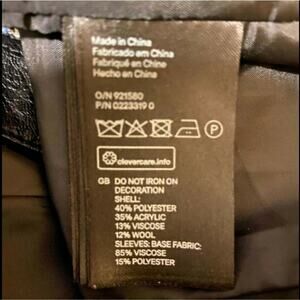 Made in China
Fabricado em China
Fabriqué en Chine
Hecho en China
O/N 921580
P/N 0223319 0
P
clevercare.info
GB DO NOT IRON ON
DECORATION
SHELL:
40% POLYESTER
35% ACRYLIC
13% VISCOSE
12% WOOL
SLEEVES: BASE FABRIC:
85% VISCOSE
15% POLYESTER